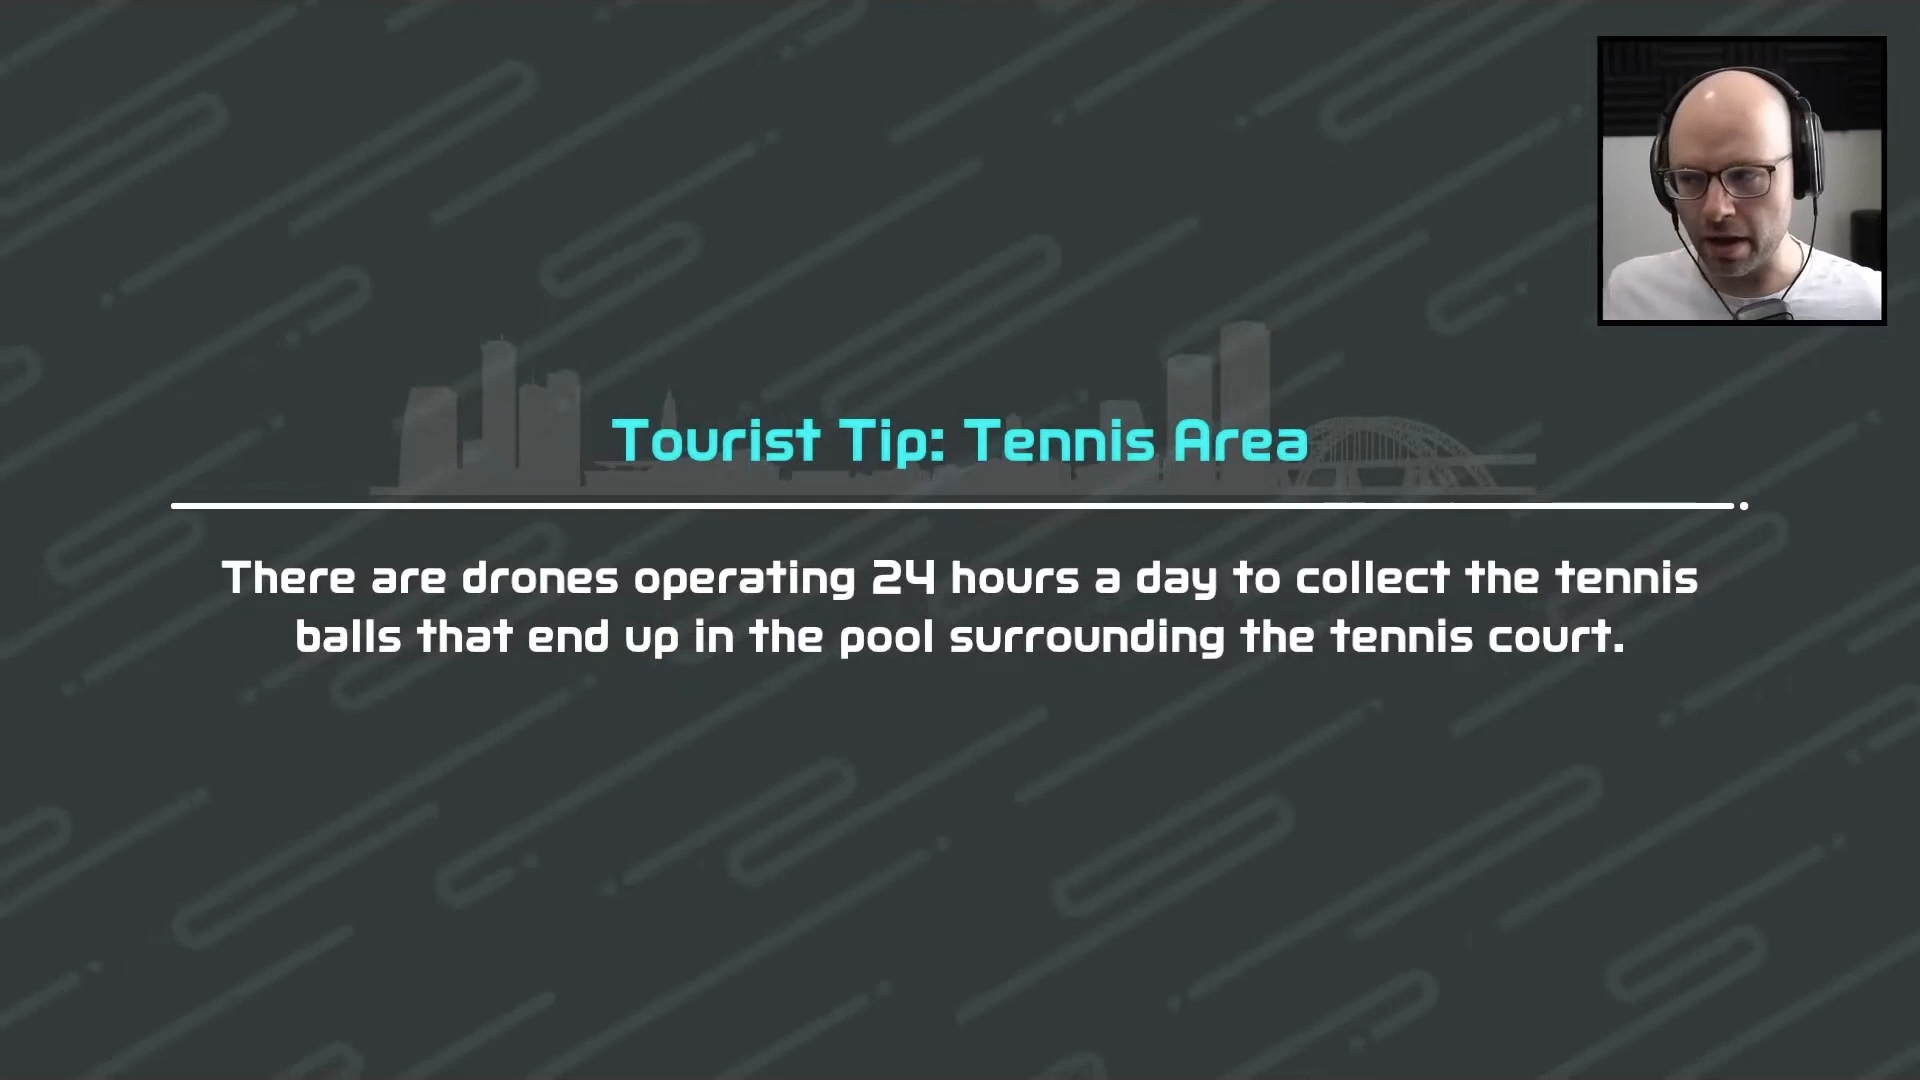 Tourist Tip: Tennis Area
There are drones operating 24 hours a day to collect the tennis
balls that end up in the pool surrounding the tennis court.